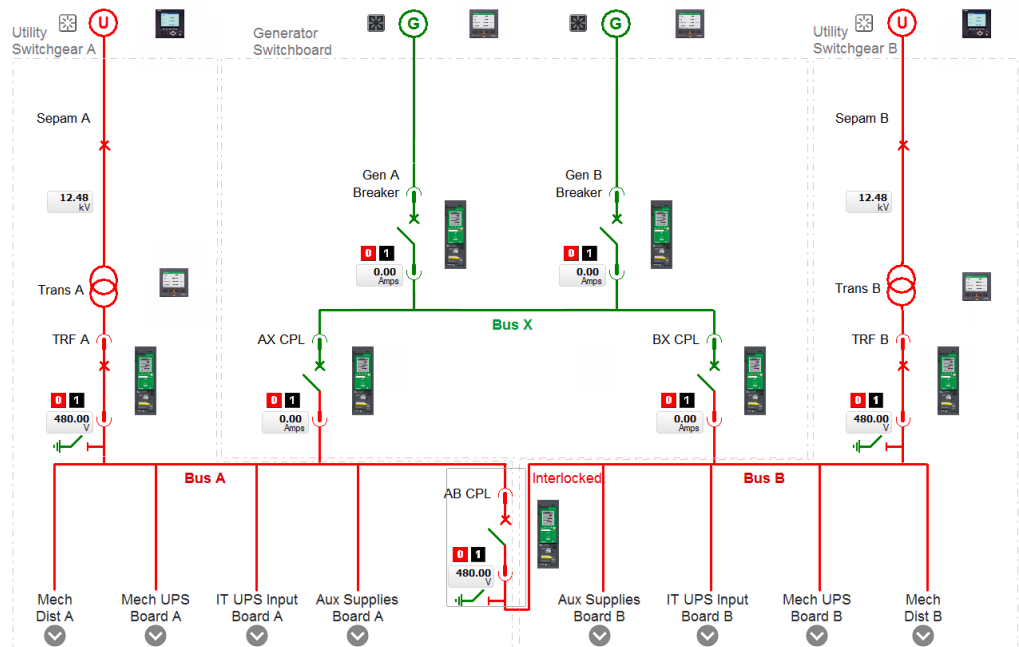 U
G
G
U
Utility
Switchgear A
Generator
Switchboard
Utility
Switchgear B
Sepam A
Sepam B
Gen A
Breaker
Gen B
Breaker
12.48
kV
12.48
kV
0 1
0.00
Amps
0 1
0.00
Amps
Trans A
Trans B
Bus X
TRF A
AX CPL
BX CPL
TRF B
0 1
480.00
V
0 1
0.00
Amps
0 1
0.00
Amps
0 1
480.00
V
Bus A
Interlocked
Bus B
AB CPL
0 1
480.00
V
Mech
Dist A
Mech UPS
Board A
IT UPS Input
Board A
Aux Supplies
Board A
Aux Supplies
Board B
IT UPS Input
Board B
Mech UPS
Board B
Mech
Dist B